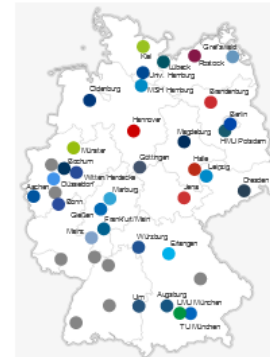 Kiel
Greifswald
Lübeck
Rostock
Univ. Hamburg
MSH Hamburg
Oldenburg
Brandenburg
Berlin
Hannover
Magdeburg
HMU Potsdam
Münster
Göttingen
Halle
Bochum
Leipzig
Witten/Herdecke
Düsseldorf
Dresden
Aachen
Marburg
Jena
Bonn
Gießen
Frankfurt/Main
Mainz
Würzburg
Erlangen
Ulm
Augsburg
LMU München
TU München